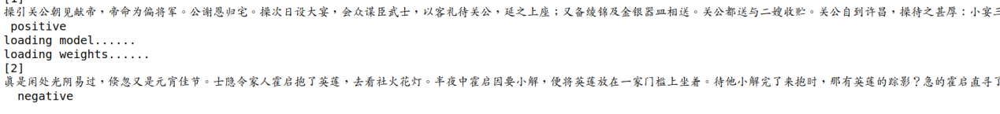 [1]
操引关公朝见献帝，帝命为偏将军。公谢恩归宅。操次日设大宴，会众谋臣武士，以客礼待关公，延之上座；又备绫锦及金银器皿相送。关公都送与二嫂收贮。关公自到许昌，操待之甚厚：小宴三
positive
loading model......
loading weights......
[2]
真是闲处光阴易过，倏忽又是元宵佳节。士隐令家人霍启抱了英莲，去看社火花灯。半夜中霍启因要小解，便将英莲放在一家门槛上坐着。待他小解完了来抱时，那有英莲的踪影？急的霍启直寻了
negative